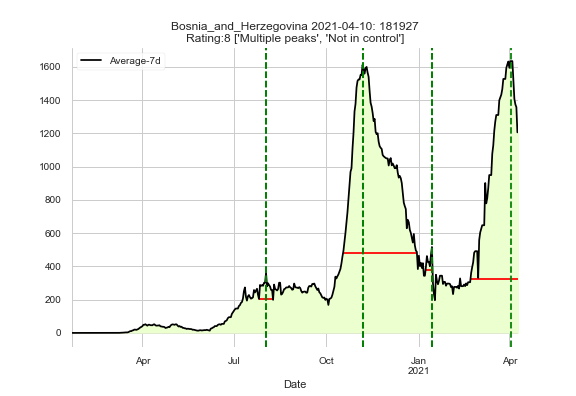 Bosnia_and_Herzegovina 2021-04-10: 181927
Rating:8 ['Multiple peaks', 'Not in control']
Average-7d
1600
1400
1200
1000
800
600
400
200
0
Apr
Jul
Oct
Jan
2021
Apr
Date